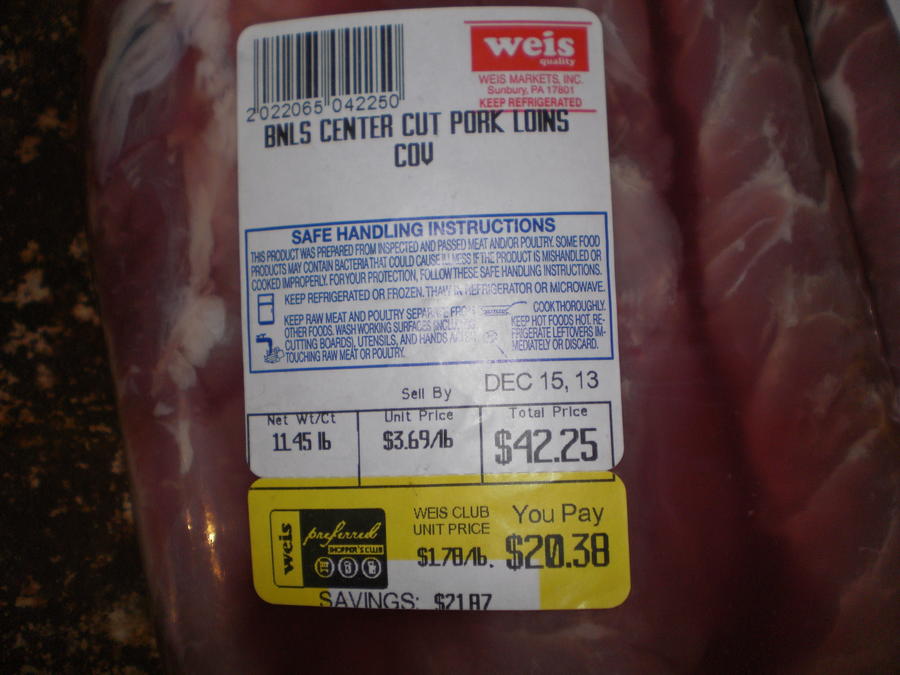 2022065 042250
weis
quality
WEIS MARKETS, INC.
Sunbury, PA 17801
KEEP REFRIGERATED
BNLS CENTER CUT PORK LOINS
COV
SAFE HANDLING INSTRUCTIONS
THIS PRODUCT WAS PREPARED FROM INSPECTED AND PASSED MEAT AND/OR POULTRY. SOME FOOD
PRODUCTS MAY CONTAIN BACTERIA THAT COULD CAUSE ILLNESS IF THE PRODUCT IS MISHANDLED OR
COOKED IMPROPERLY. FOR YOUR PROTECTION, FOLLOW THESE SAFE HANDLING INSTRUCTIONS.
KEEP REFRIGERATED OR FROZEN. THAW IN REFRIGERATOR OR MICROWAVE.
KEEP RAW MEAT AND POULTRY SEPARATE FROM
OTHER FOODS. WASH WORKING SURFACES (INCLUDING
CUTTING BOARDS), UTENSILS, AND HANDS AFTER
TOUCHING RAW MEAT OR POULTRY.
COOK THOROUGHLY.
KEEP HOT FOODS HOT. RE-
FRIGERATE LEFTOVERS IM-
MEDIATELY OR DISCARD.
Sell By DEC 15, 13
Net Wt/Ct Unit Price Total Price
11.45 lb $3.69/lb $42.25
weis
preferred
SHOPPER'S CLUB
WEIS CLUB
UNIT PRICE
$1.78/lb.
You Pay
$20.38
SAVINGS: $21.87